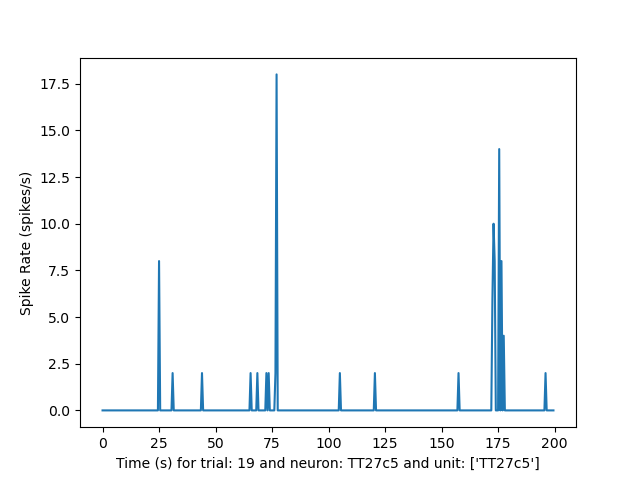 17.5
15.0
12.5
10.0
7.5
5.0
2.5
0.0
Spike Rate (spikes/s)
0 25 50 75 100 125 150 175 200
Time (s) for trial: 19 and neuron: TT27c5 and unit: ['TT27c5']